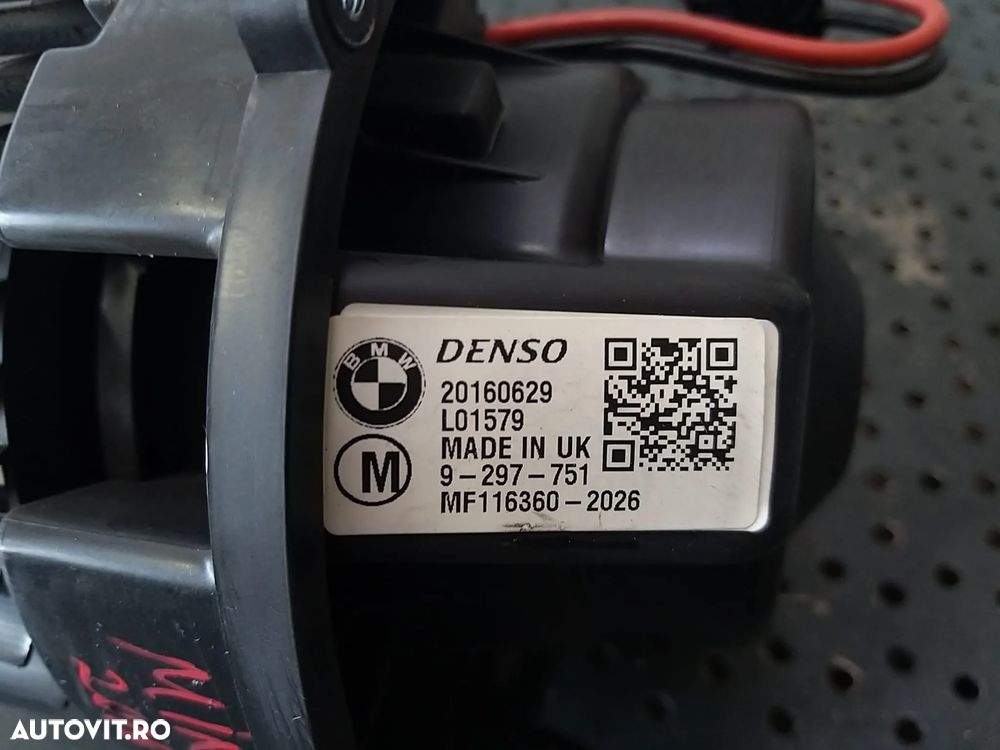 BMW
DENSO
20160629
L01579
MADE IN UK
9-297-751
M
MF116360-2026
AUTOVIT.RO